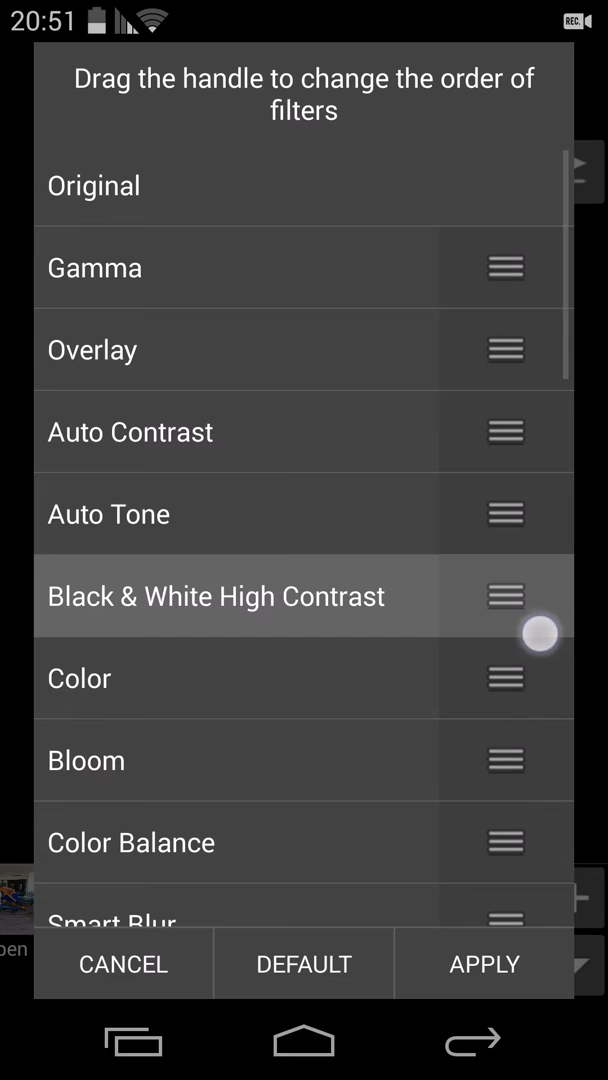 20:51
REC.
Drag the handle to change the order of
filters
Original
Gamma
Overlay
Auto Contrast
Auto Tone
Black & White High Contrast
Color
Bloom
Color Balance
Smart Blur
pen
CANCEL
DEFAULT
APPLY